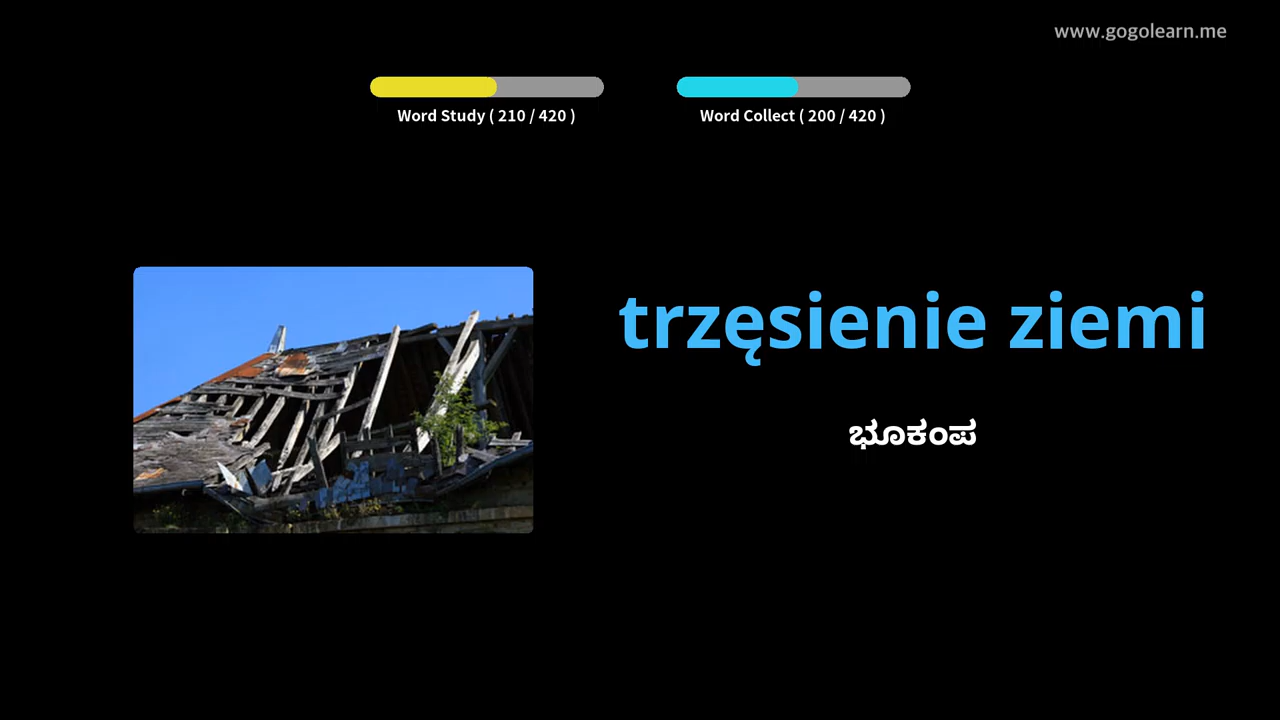 www.gogolearn.me
Word Study ( 210 / 420 )
Word Collect ( 200 / 420 )
trzęsienie ziemi
ಭೂಕಂಪ